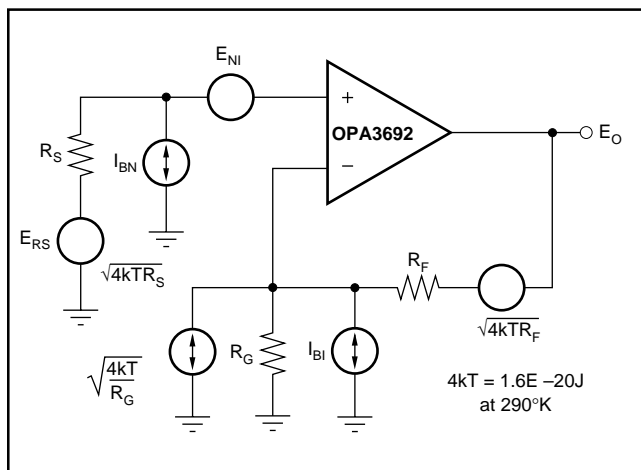 E_NI
+
OPA3692
−
E_O
R_S
I_BN
E_RS
√4kTR_S
R_F
√4kTR_F
√4kT/R_G
R_G
I_BI
4kT = 1.6E –20J
at 290°K